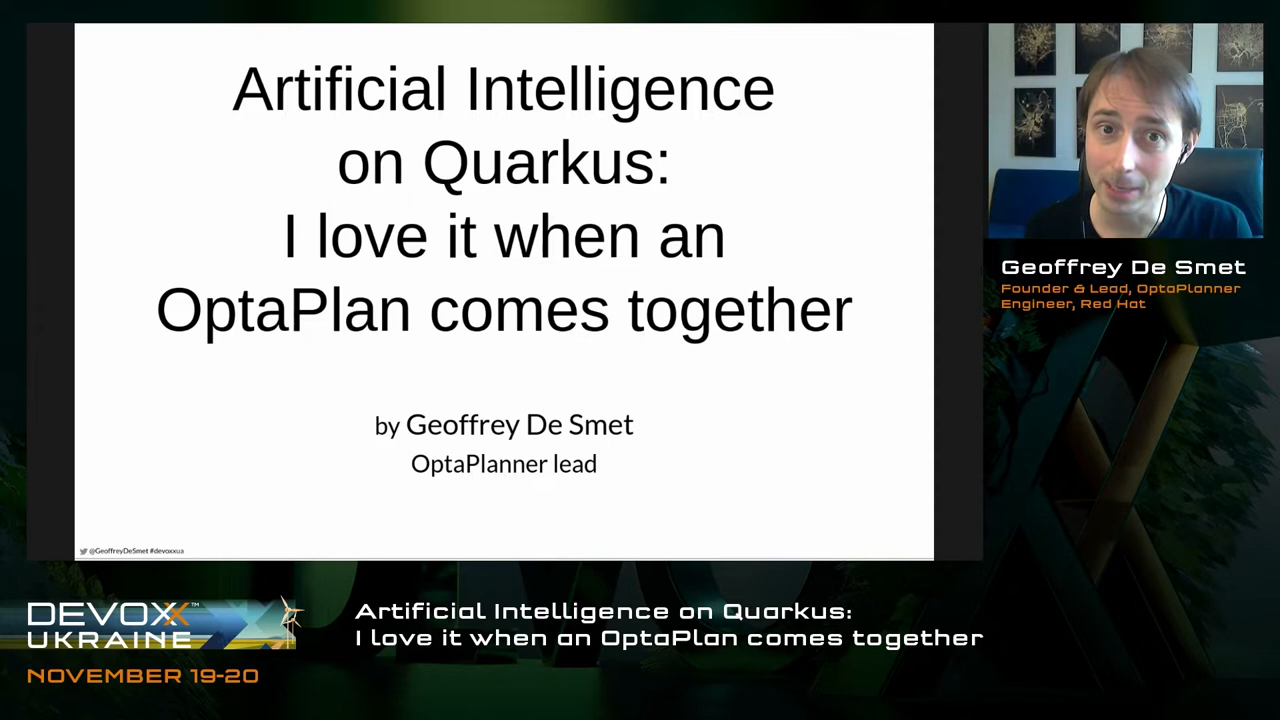 Artificial Intelligence
on Quarkus:
I love it when an
OptaPlan comes together
by Geoffrey De Smet
OptaPlanner lead
@GeoffreyDeSmet #devoxxua
Geoffrey De Smet
Founder & Lead, OptaPlanner
Engineer, Red Hat
DEVOXX™
UKRAINE
NOVEMBER 19-20
Artificial Intelligence on Quarkus:
I love it when an OptaPlan comes together